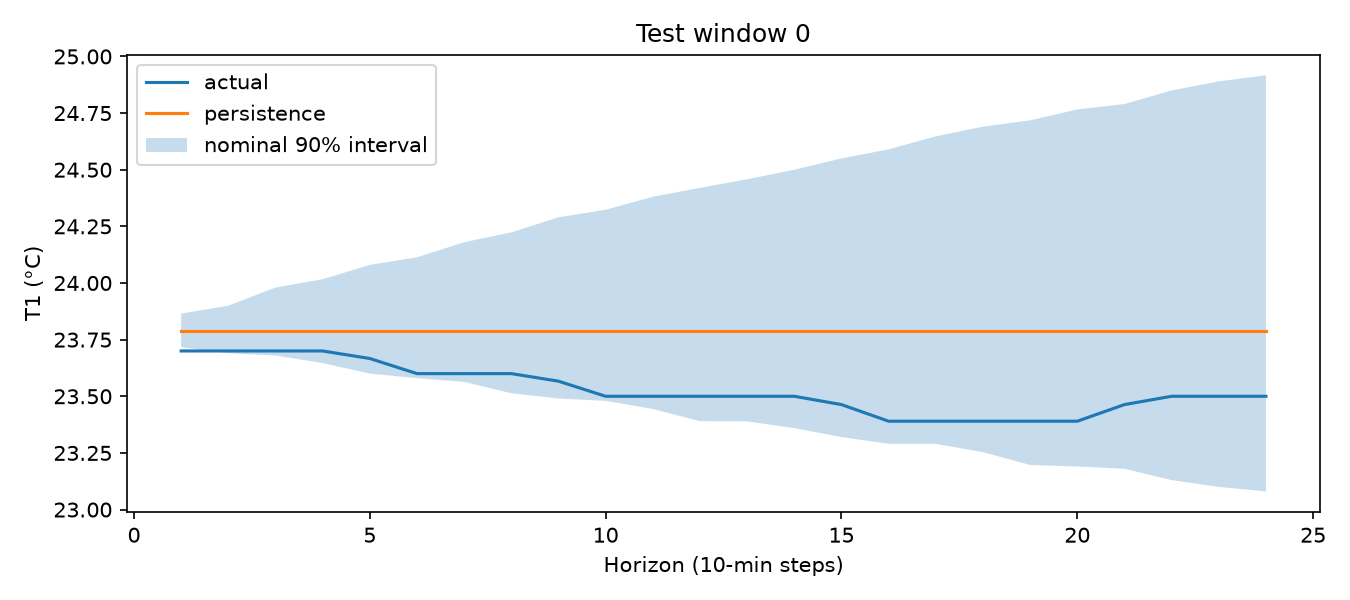 Test window 0
25.00
24.75
24.50
24.25
24.00
23.75
23.50
23.25
23.00
T1 (°C)
actual
persistence
nominal 90% interval
0 5 10 15 20 25
Horizon (10-min steps)